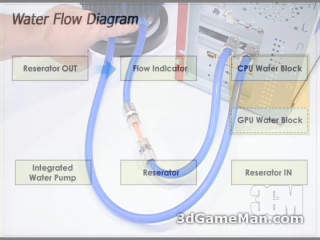 Water Flow Diagram
Reserator OUT
Flow Indicator
CPU Water Block
GPU Water Block
Integrated
Water Pump
Reserator
Reserator IN
3dGameMan.com